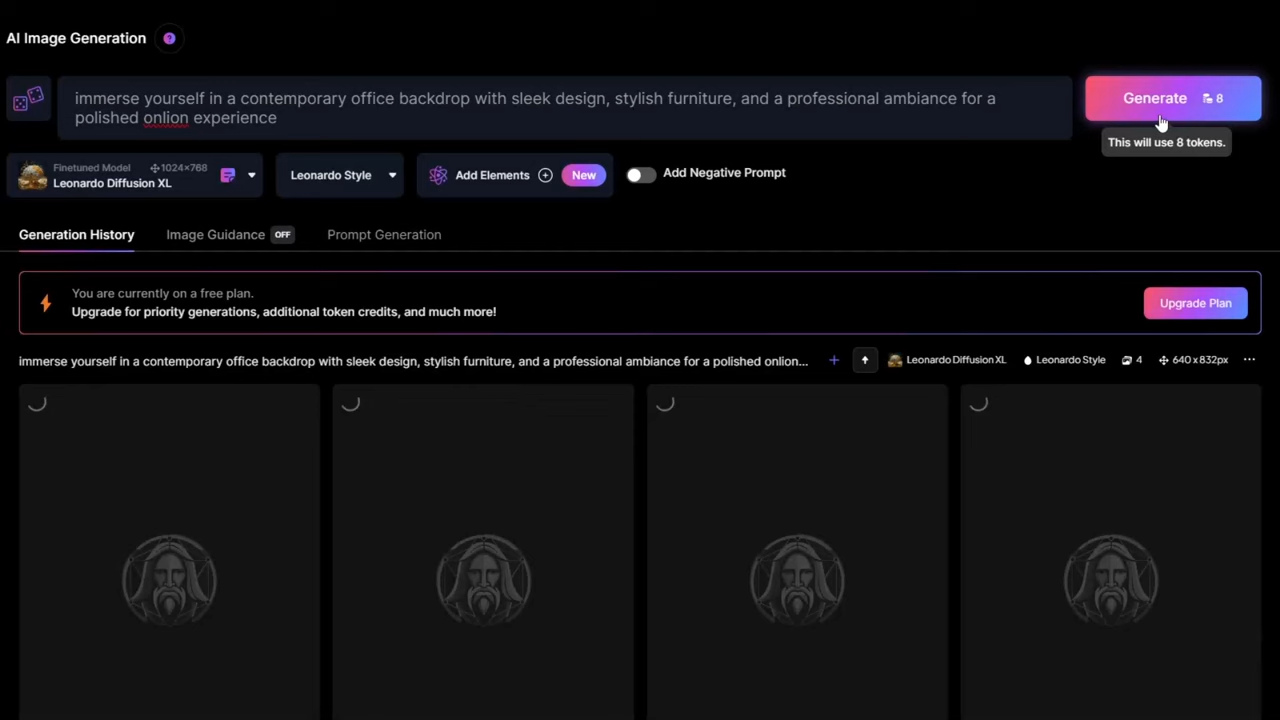 AI Image Generation ?
immerse yourself in a contemporary office backdrop with sleek design, stylish furniture, and a professional ambiance for a
polished onlion experience
Generate 8
This will use 8 tokens.
Finetuned Model 1024×768
Leonardo Diffusion XL
Leonardo Style
Add Elements New
Add Negative Prompt
Generation History Image Guidance OFF Prompt Generation
You are currently on a free plan.
Upgrade for priority generations, additional token credits, and much more!
Upgrade Plan
immerse yourself in a contemporary office backdrop with sleek design, stylish furniture, and a professional ambiance for a polished onlion... + Leonardo Diffusion XL Leonardo Style 4 640 x 832px ...